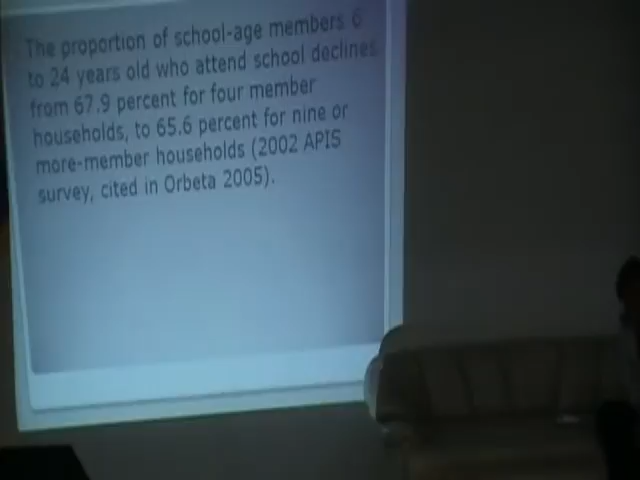 The proportion of school-age members 6
to 24 years old who attend school declines
from 67.9 percent for four member
households, to 65.6 percent for nine or
more-member households (2002 APIS
survey, cited in Orbeta 2005).